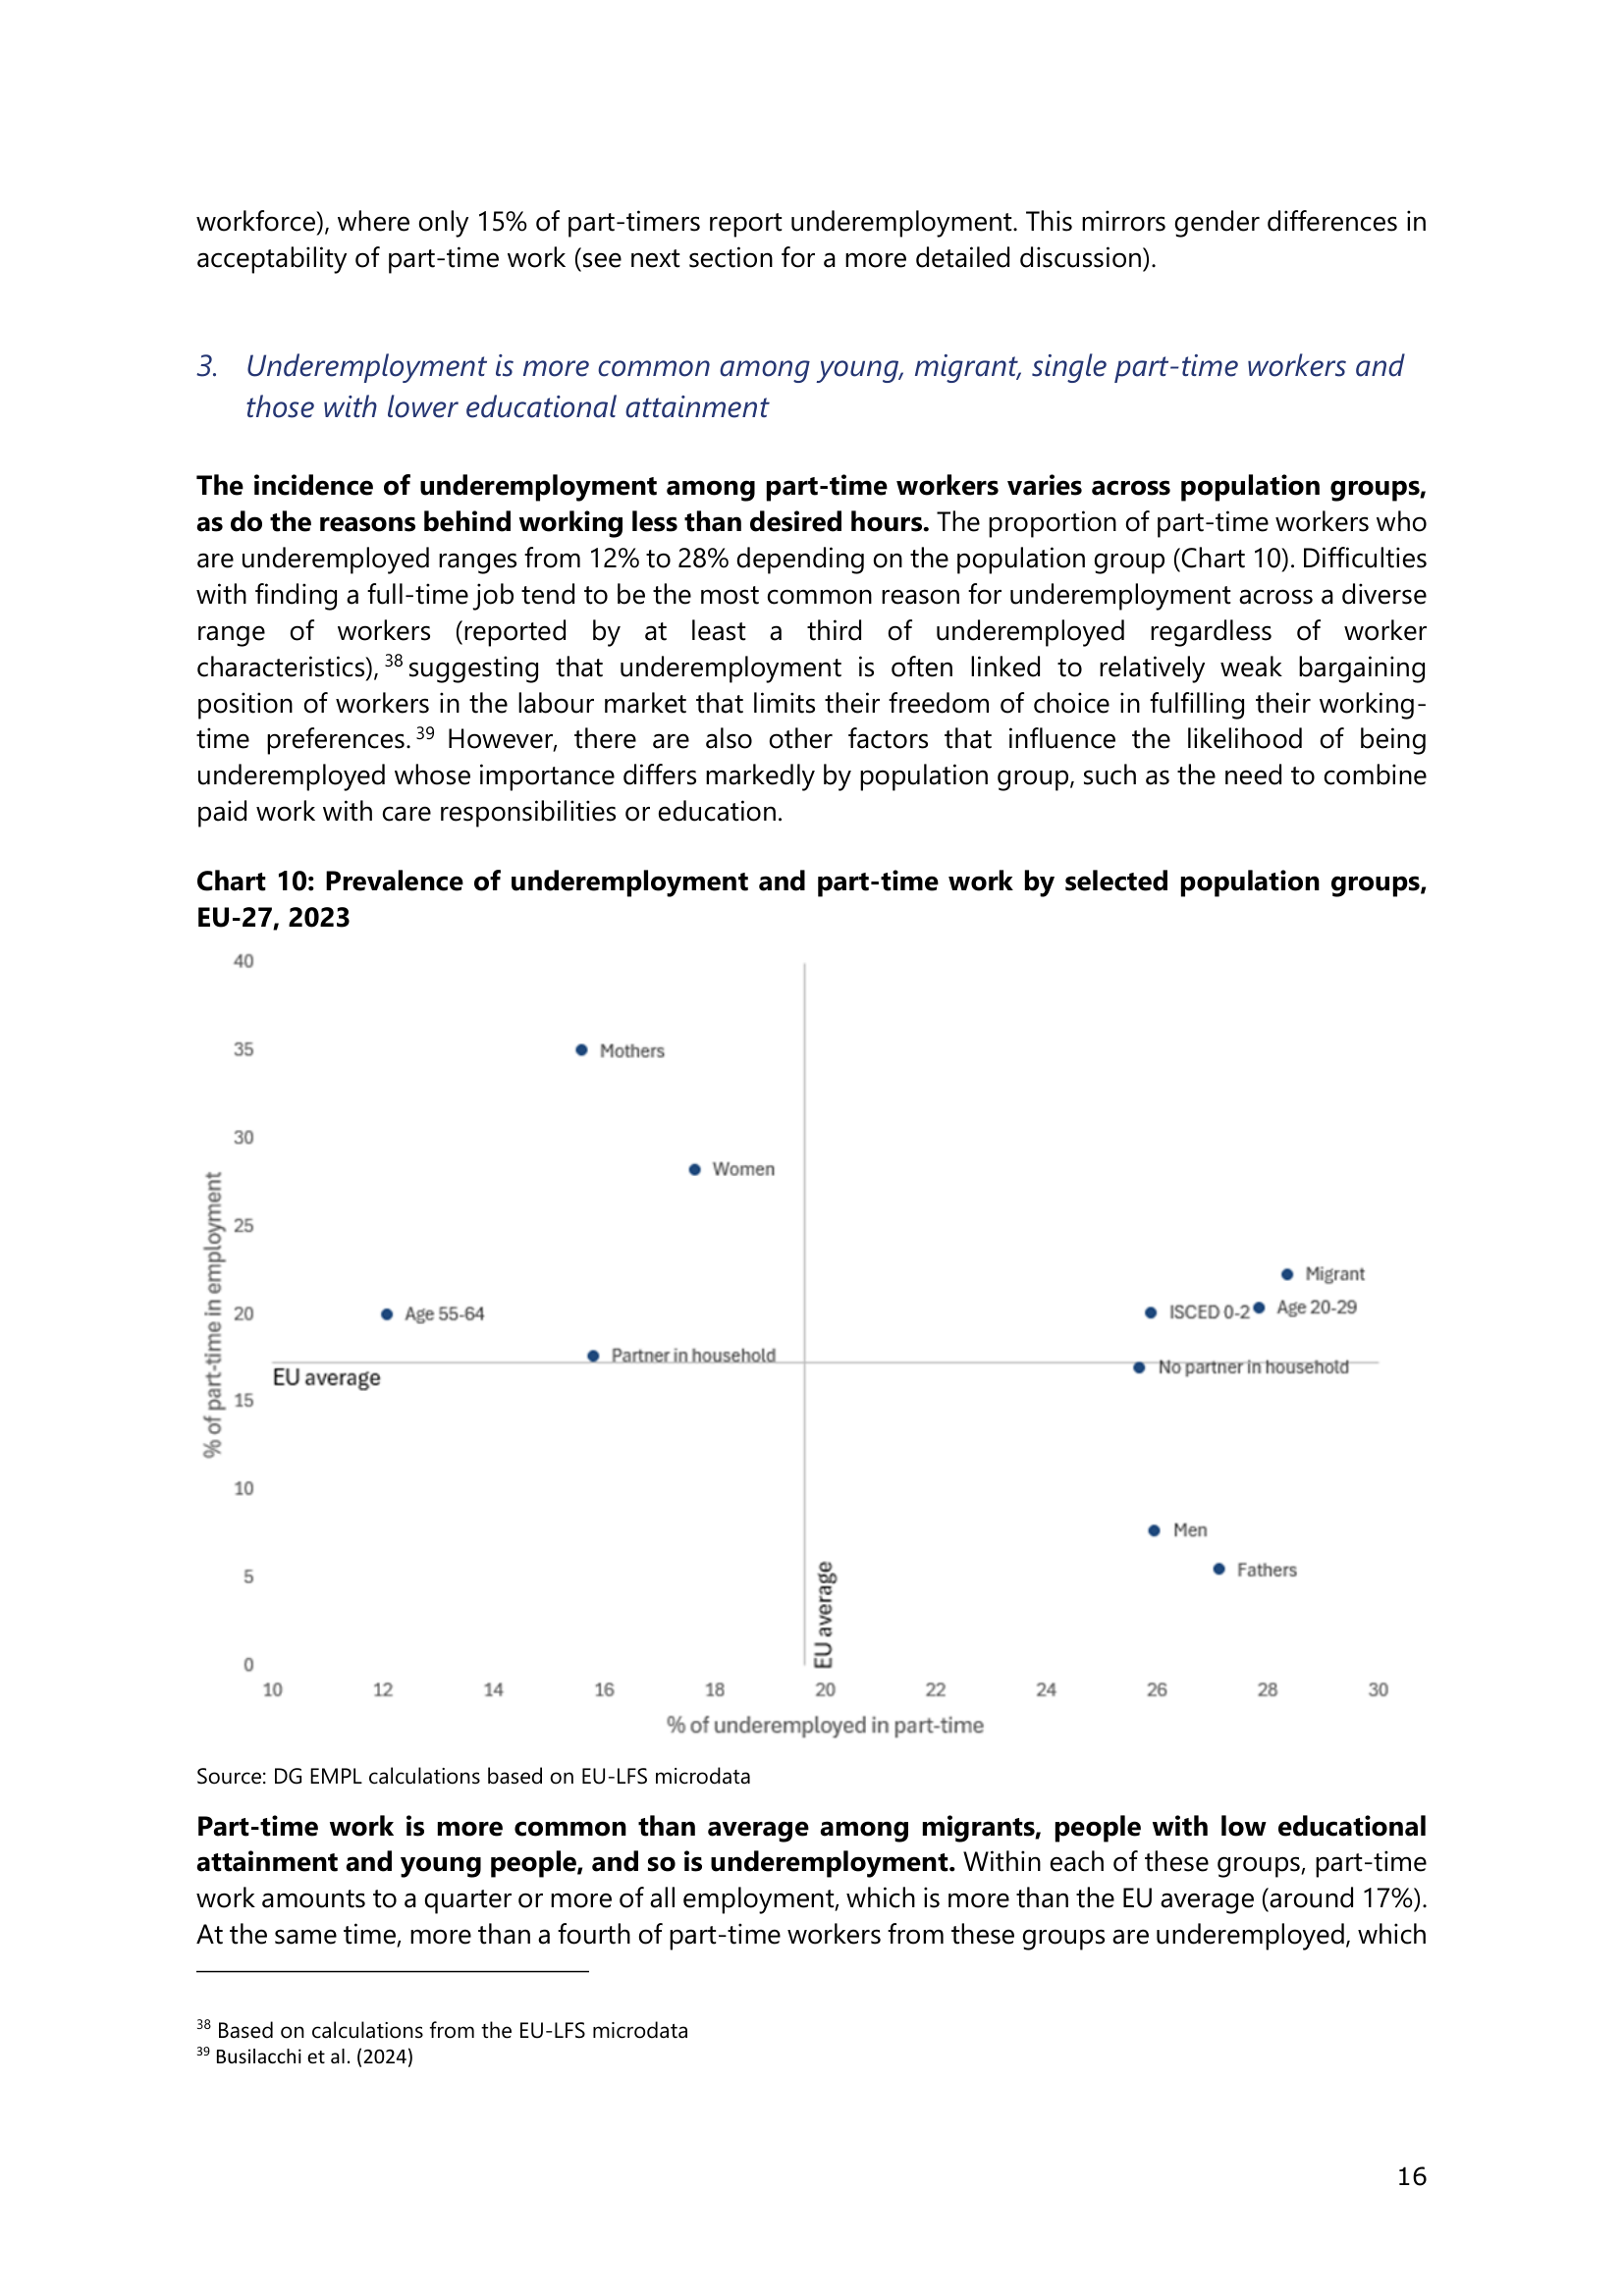 workforce), where only 15% of part-timers report underemployment. This mirrors gender differences in
acceptability of part-time work (see next section for a more detailed discussion).
3. Underemployment is more common among young, migrant, single part-time workers and
those with lower educational attainment
The incidence of underemployment among part-time workers varies across population groups,
as do the reasons behind working less than desired hours. The proportion of part-time workers who
are underemployed ranges from 12% to 28% depending on the population group (Chart 10). Difficulties
with finding a full-time job tend to be the most common reason for underemployment across a diverse
range of workers (reported by at least a third of underemployed regardless of worker
characteristics),38 suggesting that underemployment is often linked to relatively weak bargaining
position of workers in the labour market that limits their freedom of choice in fulfilling their working-
time preferences.39 However, there are also other factors that influence the likelihood of being
underemployed whose importance differs markedly by population group, such as the need to combine
paid work with care responsibilities or education.
Chart 10: Prevalence of underemployment and part-time work by selected population groups,
EU-27, 2023
40
35
30
25
20
15
10
5
0
% of part-time in employment
Mothers
Women
Migrant
Age 55-64
ISCED 0-2
Age 20-29
Partner in household
No partner in household
EU average
Men
Fathers
EU average
10 12 14 16 18 20 22 24 26 28 30
% of underemployed in part-time
Source: DG EMPL calculations based on EU-LFS microdata
Part-time work is more common than average among migrants, people with low educational
attainment and young people, and so is underemployment. Within each of these groups, part-time
work amounts to a quarter or more of all employment, which is more than the EU average (around 17%).
At the same time, more than a fourth of part-time workers from these groups are underemployed, which
38 Based on calculations from the EU-LFS microdata
39 Busilacchi et al. (2024)
16